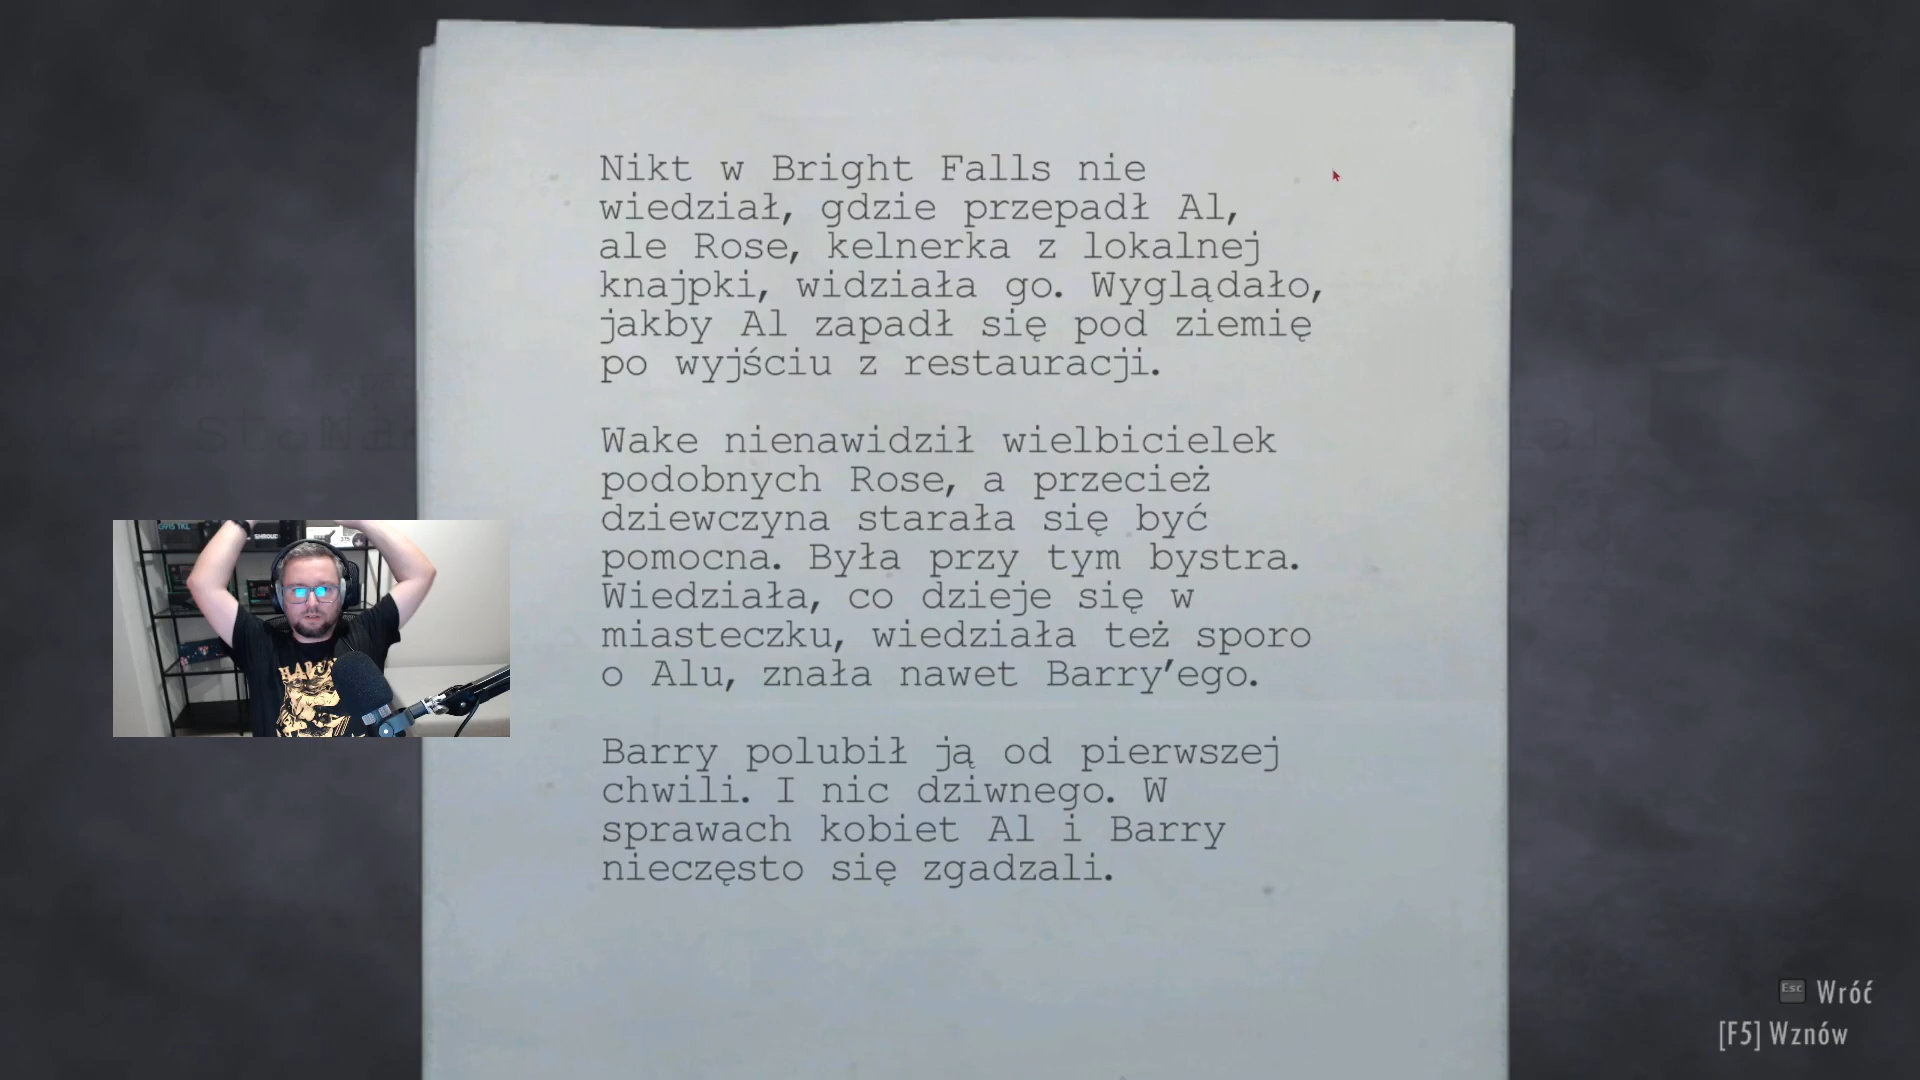 Nikt w Bright Falls nie
wiedział, gdzie przepadł Al,
ale Rose, kelnerka z lokalnej
knajpki, widziała go. Wyglądało,
jakby Al zapadł się pod ziemię
po wyjściu z restauracji.
Wake nienawidził wielbicielek
podobnych Rose, a przecież
dziewczyna starała się być
pomocna. Była przy tym bystra.
Wiedziała, co dzieje się w
miasteczku, wiedziała też sporo
o Alu, znała nawet Barry’ego.
Barry polubił ją od pierwszej
chwili. I nic dziwnego. W
sprawach kobiet Al i Barry
nieczęsto się zgadzali.
Esc Wróć
[F5] Wznów